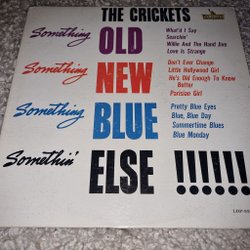 THE CRICKETS
Something OLD
What'd I Say
Searchin'
Willie And The Hand Jive
Love Is Strange
Something NEW
Don't Ever Change
Little Hollywood Girl
He's Old Enough To Know
Better
Parisian Girl
Something BLUE
Pretty Blue Eyes
Blue, Blue Day
Summertime Blues
Blue Monday
Somethin' ELSE !!!!!!